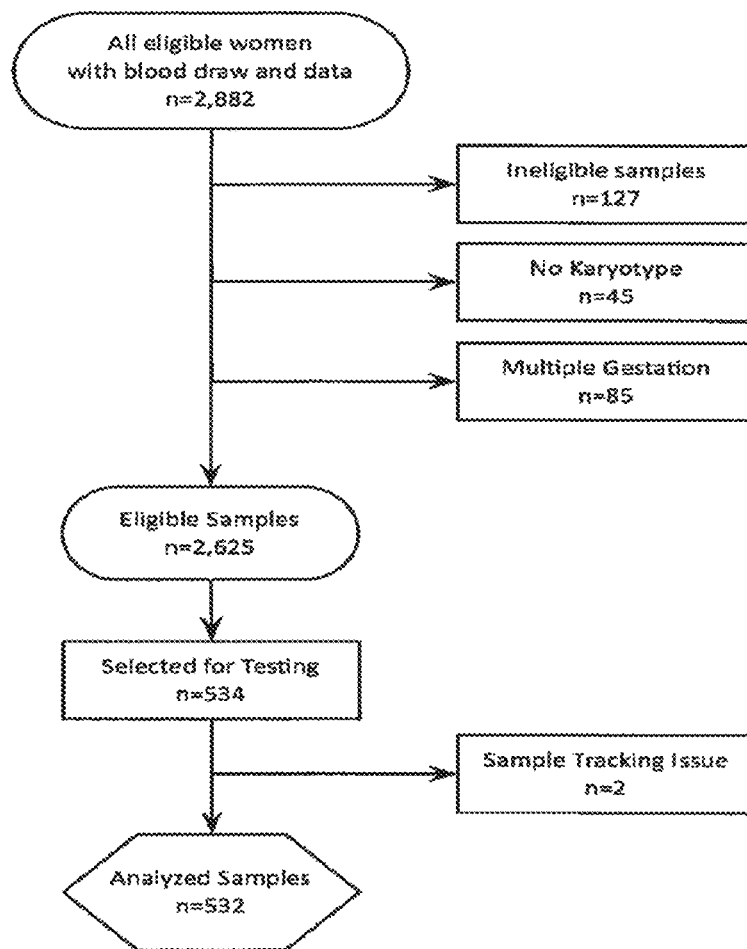 All eligible women
with blood draw and data
n=2,882
Ineligible samples
n=127
No Karyotype
n=45
Multiple Gestation
n=85
Eligible Samples
n=2,625
Selected for Testing
n=534
Sample Tracking Issue
n=2
Analyzed Samples
n=532